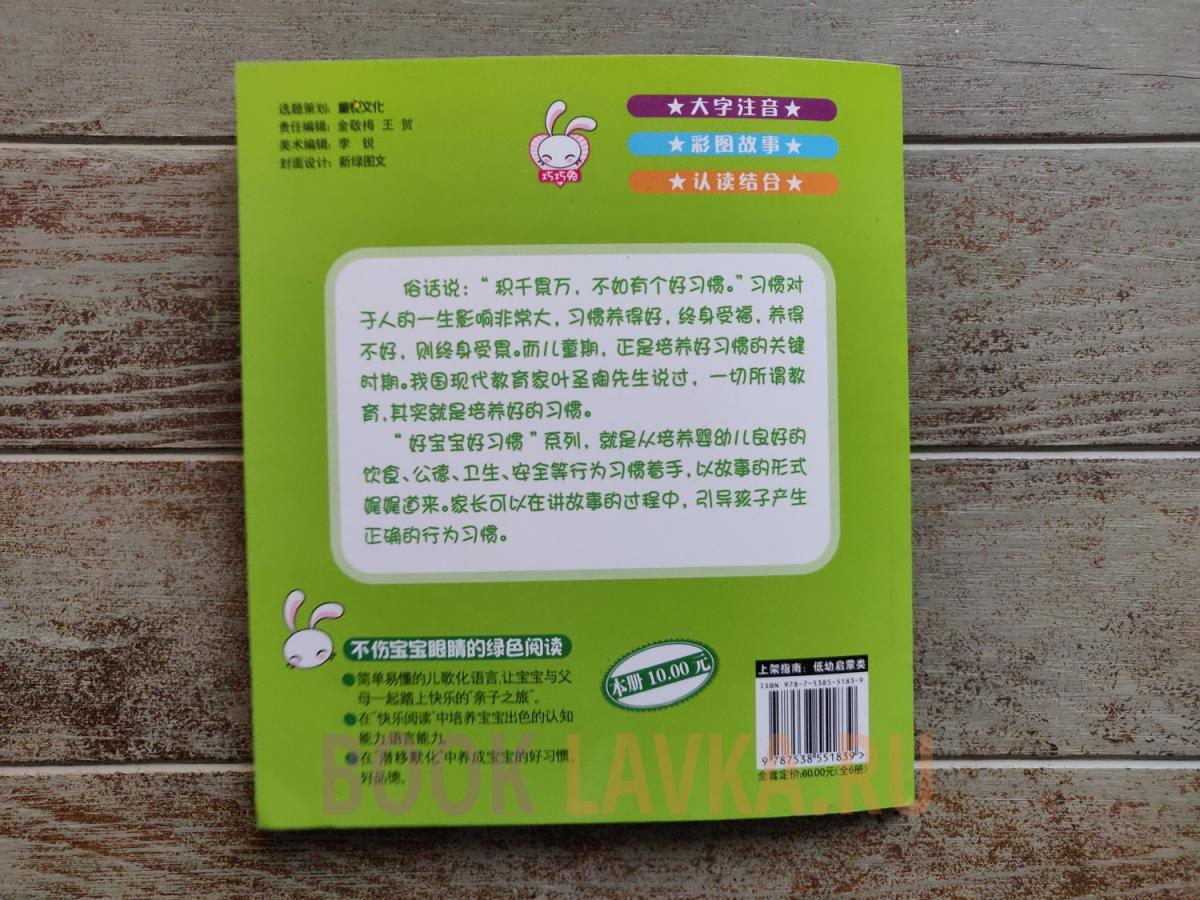 选题策划：童悦文化
责任编辑：金敬梅 王 贺
美术编辑：李 锐
封面设计：新绿图文
巧巧兔
★大字注音★
★彩图故事★
★认读结合★
俗话说：“积千累万，不如有个好习惯。”习惯对
于人的一生影响非常大，习惯养得好，终身受福，养得
不好，则终身受累。而儿童期，正是培养好习惯的关键
时期。我国现代教育家叶圣陶先生说过，一切所谓教
育，其实就是培养好的习惯。
“好宝宝好习惯”系列，就是从培养婴幼儿良好的
饮食、公德、卫生、安全等行为习惯着手，以故事的形式
娓娓道来。家长可以在讲故事的过程中，引导孩子产生
正确的行为习惯。
不伤宝宝眼睛的绿色阅读
●简单易懂的儿歌化语言，让宝宝与父
母一起踏上快乐的“亲子之旅”。
●在“快乐阅读”中培养宝宝出色的认知
能力、语言能力。
●在“潜移默化”中养成宝宝的好习惯、
好品德。
本册 10.00 元
上架指南：低幼启蒙类
ISBN 978-7-5385-5183-9
9 787538 551839 >
全套定价：60.00元（全6册）
BOOK LAVKA.RU